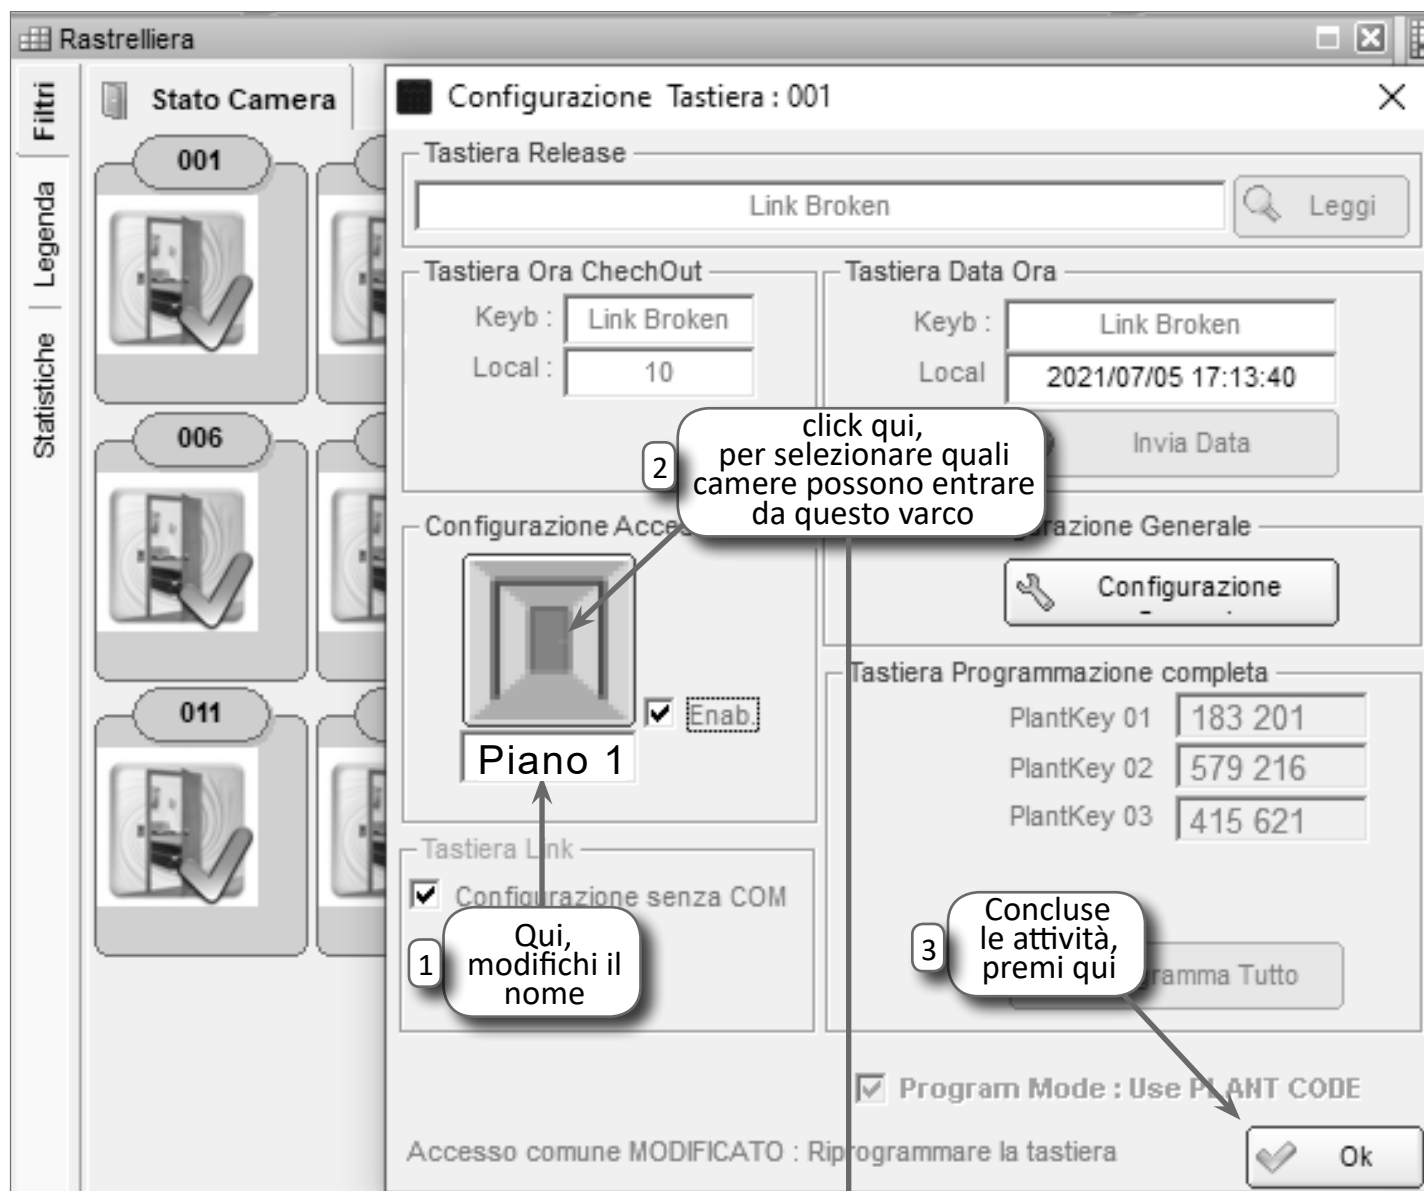 Rastrelliera
Filtri
Legenda
Statistiche
Stato Camera
001
006
011
Configurazione Tastiera : 001
Tastiera Release
Link Broken
Leggi
Tastiera Ora ChechOut
Keyb : Link Broken
Local : 10
Tastiera Data Ora
Keyb : Link Broken
Local 2021/07/05 17:13:40
Invia Data
2
click qui,
per selezionare quali
camere possono entrare
da questo varco
Configurazione Acces
urazione Generale
Configurazione
Enab.
Piano 1
Tastiera Programmazione completa
PlantKey 01 183 201
PlantKey 02 579 216
PlantKey 03 415 621
Tastiera Link
Configurazione senza COM
1
Qui,
modifichi il
nome
3
Concluse
le attività,
premi qui
gramma Tutto
Program Mode : Use PLANT CODE
Accesso comune MODIFICATO : Riprogrammare la tastiera
Ok